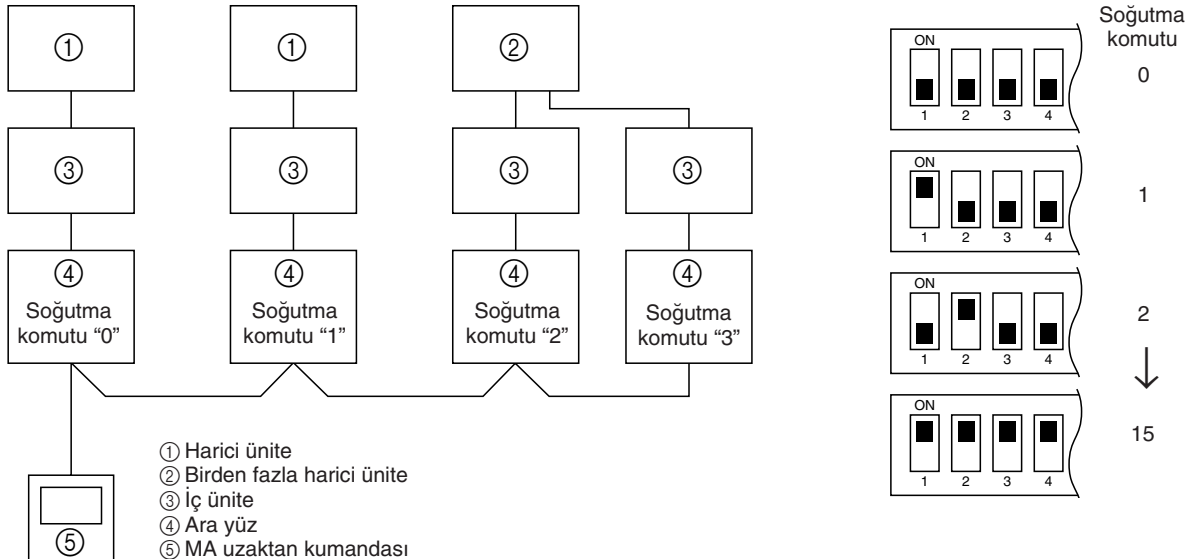 ① ① ②
③ ③ ③ ③
④ ④ ④ ④
Soğutma komutu “0”
Soğutma komutu “1”
Soğutma komutu “2”
Soğutma komutu “3”
⑤
① Harici ünite
② Birden fazla harici ünite
③ İç ünite
④ Ara yüz
⑤ MA uzaktan kumandası
Soğutma
komutu
ON
1 2 3 4
0
ON
1 2 3 4
1
ON
1 2 3 4
2
ON
1 2 3 4
15